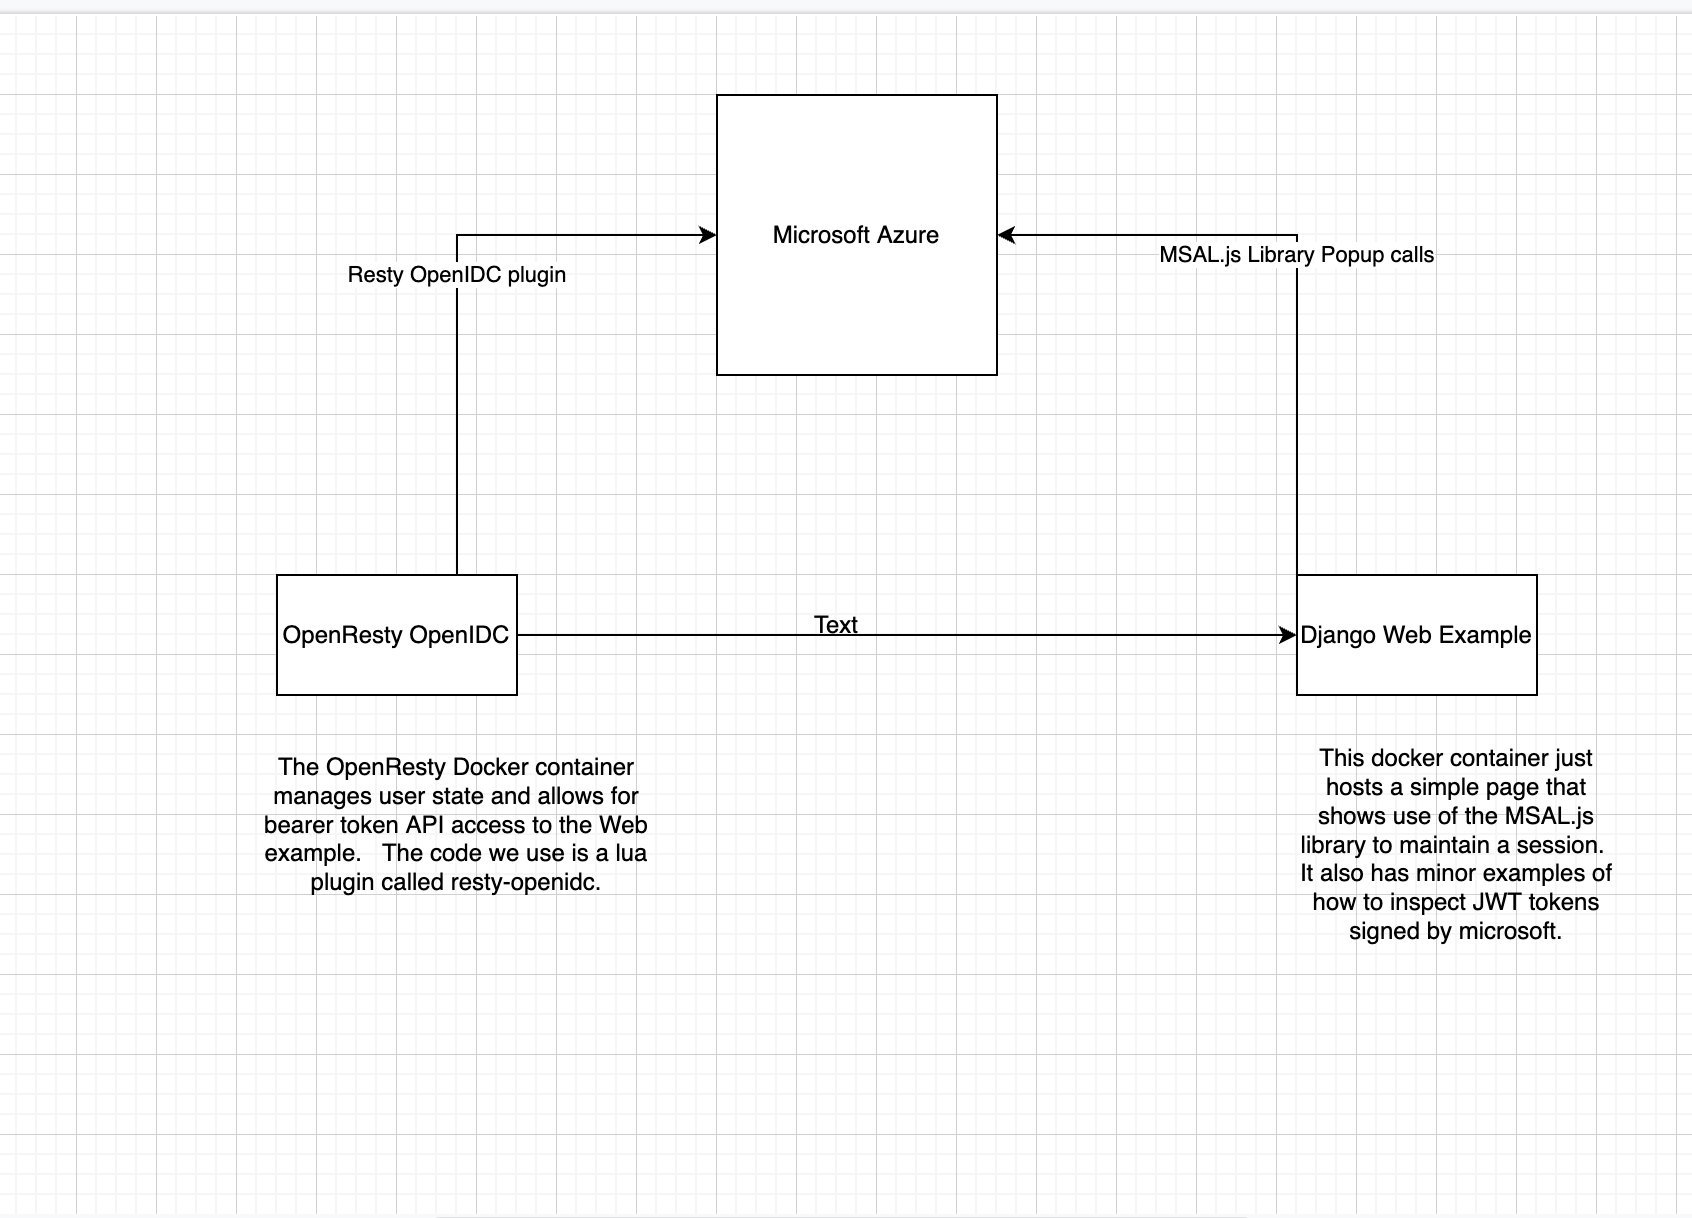 Microsoft Azure
Resty OpenIDC plugin
MSAL.js Library Popup calls
OpenResty OpenIDC
Text
Django Web Example
The OpenResty Docker container
manages user state and allows for
bearer token API access to the Web
example.   The code we use is a lua
plugin called resty-openidc.
This docker container just
hosts a simple page that
shows use of the MSAL.js
library to maintain a session.
It also has minor examples of
how to inspect JWT tokens
signed by microsoft.